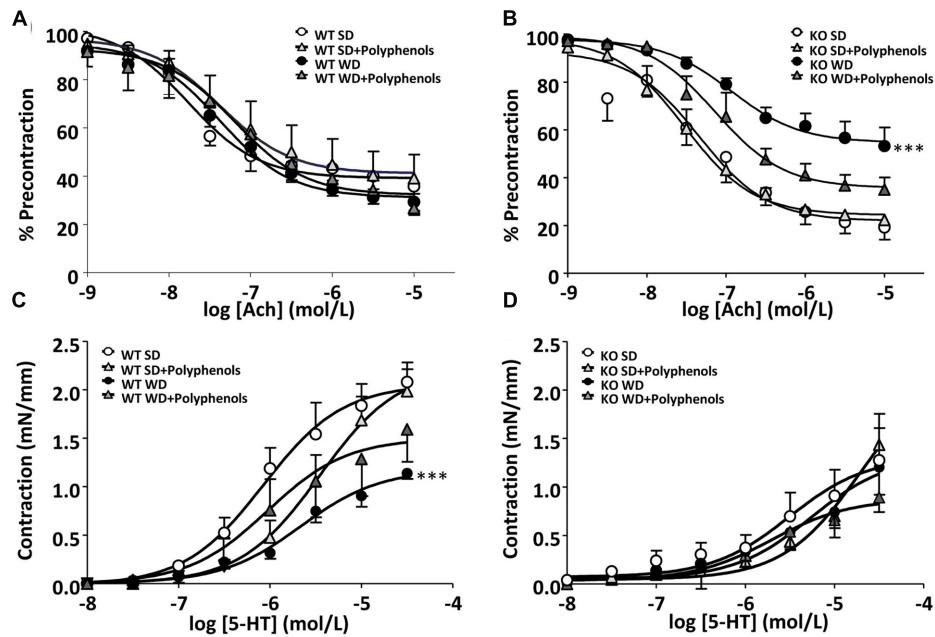 A
WT SD
WT SD+Polyphenols
WT WD
WT WD+Polyphenols
% Precontraction
100
80
60
40
20
0
-9
-8
-7
-6
-5
log [Ach] (mol/L)
B
KO SD
KO SD+Polyphenols
KO WD
KO WD+Polyphenols
% Precontraction
100
80
60
40
20
0
***
-9
-8
-7
-6
-5
log [Ach] (mol/L)
C
WT SD
WT SD+Polyphenols
WT WD
WT WD+Polyphenols
Contraction (mN/mm)
2.5
2.0
1.5
1.0
0.5
0.0
***
-8
-7
-6
-5
-4
log [5-HT] (mol/L)
D
KO SD
KO SD+Polyphenols
KO WD
KO WD+Polyphenols
Contraction (mN/mm)
2.5
2.0
1.5
1.0
0.5
0.0
-8
-7
-6
-5
-4
log [5-HT] (mol/L)